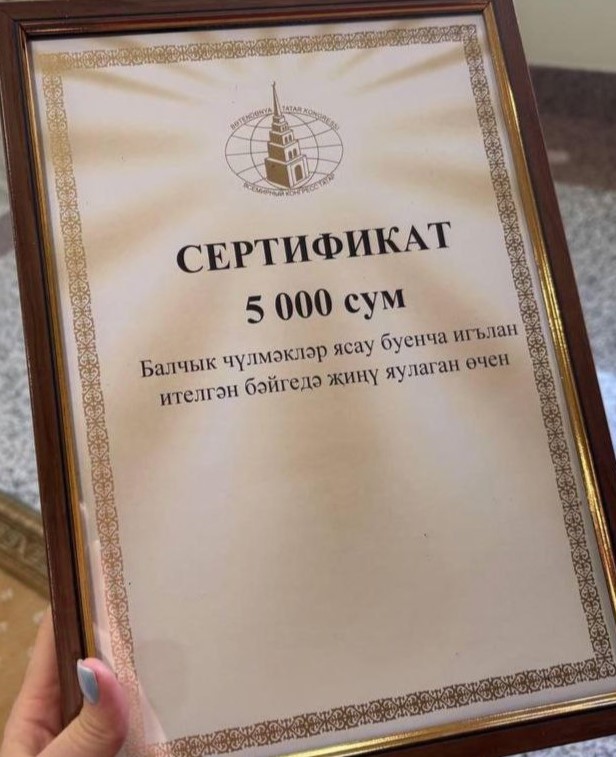 BÖTENDÖNYA TATAR KONGRESSI
ВСЕМИРНЫЙ КОНГРЕСС ТАТАР
СЕРТИФИКАТ
5 000 сум
Балчык чүлмәкләр ясау буенча игълан
ителгән бәйгедә җиңү яулаган өчен